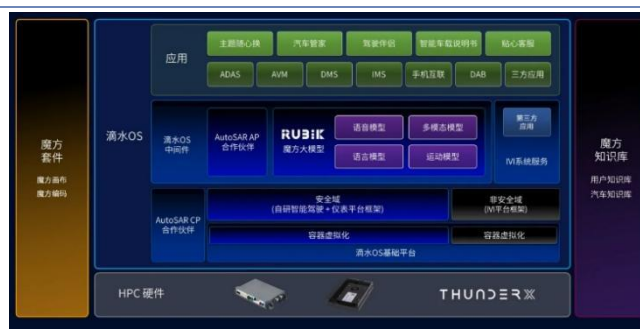 魔方
套件
魔方画布
魔方编码
滴水OS
应用
主题随心换
汽车管家
驾驶伴侣
智能车载说明书
贴心客服
ADAS
AVM
DMS
IMS
手机互联
DAB
三方应用
滴水OS
中间件
AutoSAR AP
合作伙伴
RUBIK
魔方大模型
语音模型
多模态模型
语言模型
运动模型
第三方
应用
IVI系统服务
AutoSAR CP
合作伙伴
安全域
(自研智能驾驶+仪表平台框架)
非安全域
(IVI平台框架)
容器虚拟化
容器虚拟化
滴水OS基础平台
HPC 硬件
THUNDERX
魔方
知识库
用户知识库
汽车知识库